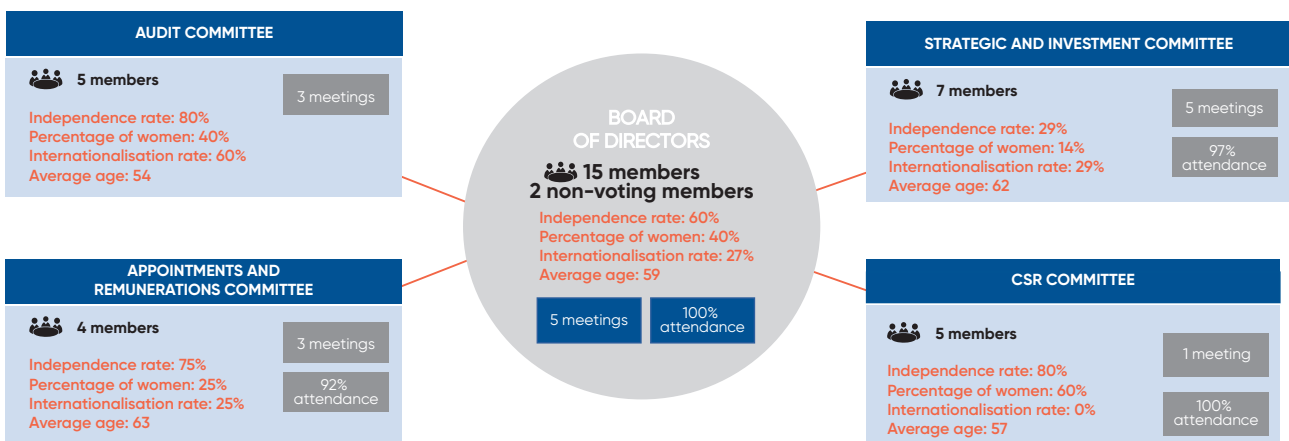 AUDIT COMMITTEE
5 members
3 meetings
Independence rate: 80%
Percentage of women: 40%
Internationalisation rate: 60%
Average age: 54
STRATEGIC AND INVESTMENT COMMITTEE
7 members
5 meetings
97%
attendance
Independence rate: 29%
Percentage of women: 14%
Internationalisation rate: 29%
Average age: 62
BOARD
OF DIRECTORS
15 members
2 non-voting members
Independence rate: 60%
Percentage of women: 40%
Internationalisation rate: 27%
Average age: 59
5 meetings
100%
attendance
APPOINTMENTS AND
REMUNERATIONS COMMITTEE
4 members
3 meetings
92%
attendance
Independence rate: 75%
Percentage of women: 25%
Internationalisation rate: 25%
Average age: 63
CSR COMMITTEE
5 members
1 meeting
100%
attendance
Independence rate: 80%
Percentage of women: 60%
Internationalisation rate: 0%
Average age: 57